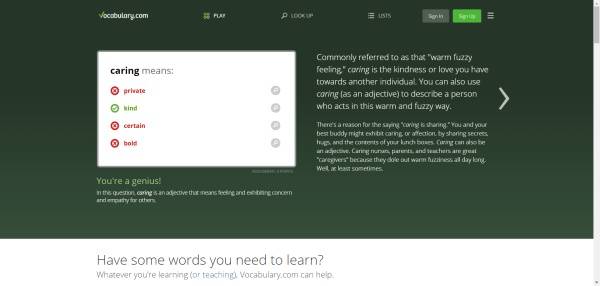 Vocabulary.com
PLAY
LOOK UP
LISTS
Sign In
Sign Up
caring means:
private
kind
certain
bold
You're a genius!
In this question, caring is an adjective that means feeling and exhibiting concern
and empathy for others.
Commonly referred to as that "warm fuzzy
feeling," caring is the kindness or love you have
towards another individual. You can also use
caring (as an adjective) to describe a person
who acts in this warm and fuzzy way.
There's a reason for the saying "caring is sharing." You and your
best buddy might exhibit caring, or affection, by sharing secrets,
hugs, and the contents of your lunch boxes. Caring can also be
an adjective. Caring nurses, parents, and teachers are great
"caregivers" because they dole out warm fuzziness all day long.
Well, at least sometimes.
Have some words you need to learn?
Whatever you're learning (or teaching), Vocabulary.com can help.